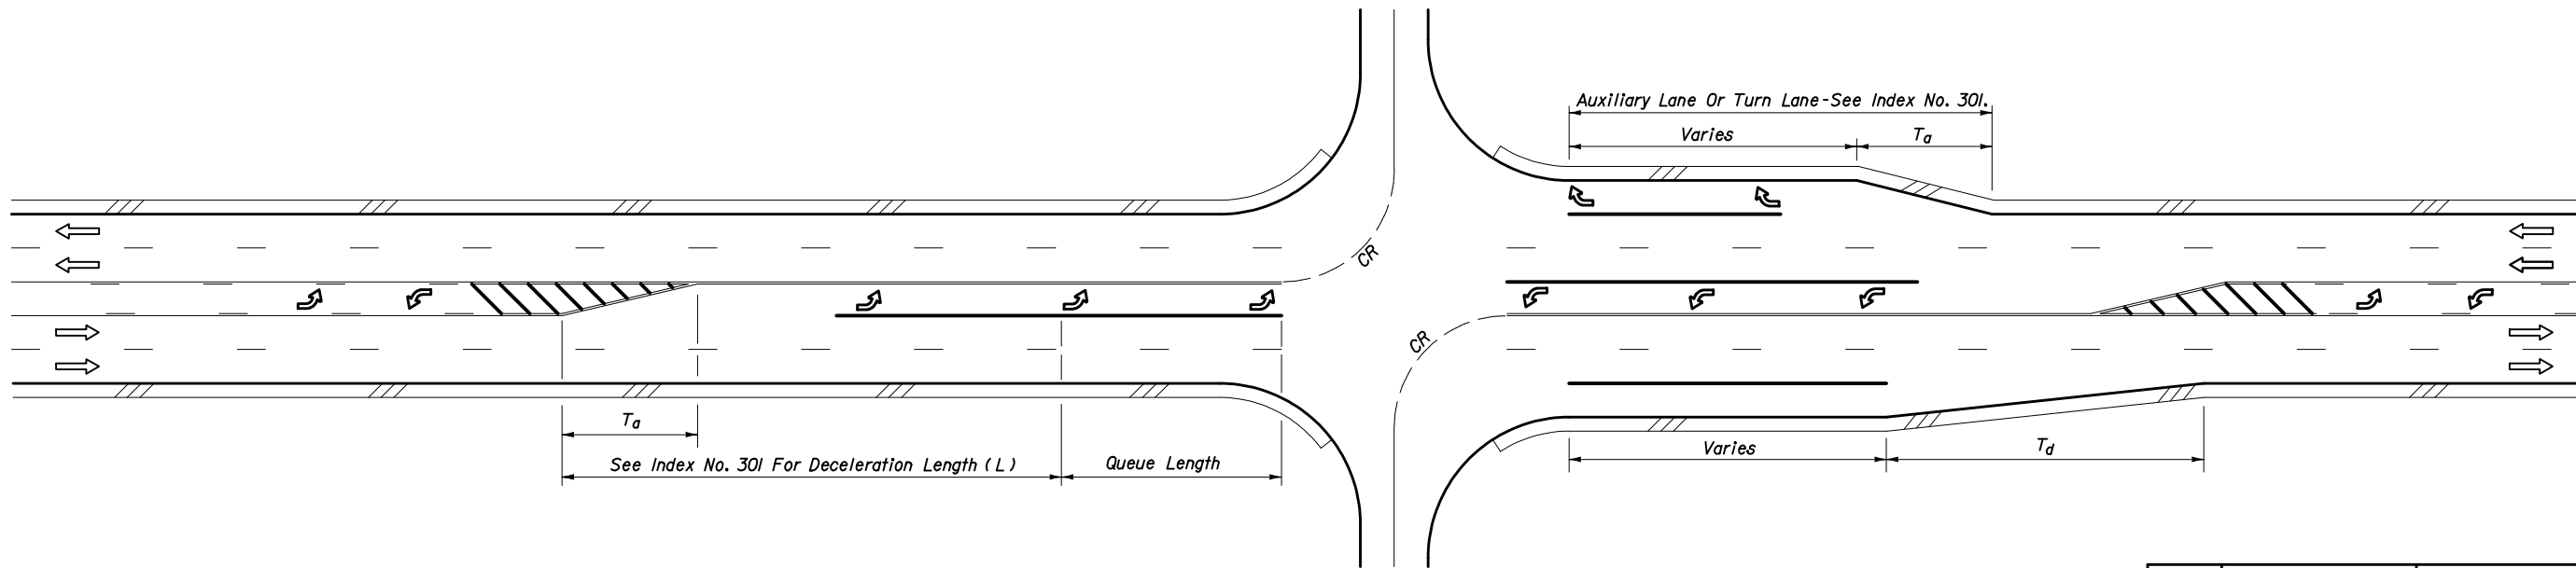 Auxiliary Lane Or Turn Lane-See Index No. 301.
Varies
Ta
CR
CR
Ta
See Index No. 301 For Deceleration Length (L)
Queue Length
Varies
Td